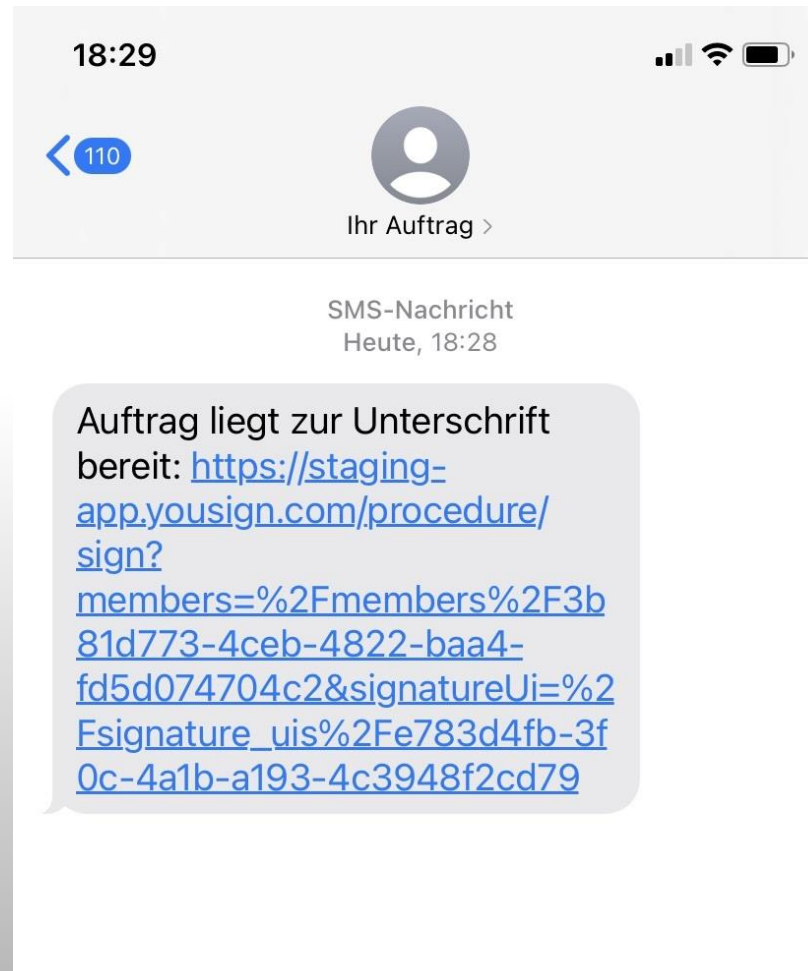 18:29
110
Ihr Auftrag >
SMS-Nachricht
Heute, 18:28
Auftrag liegt zur Unterschrift
bereit: https://staging-
app.yousign.com/procedure/
sign?
members=%2Fmembers%2F3b
81d773-4ceb-4822-baa4-
fd5d074704c2&signatureUi=%2
Fsignature_uis%2Fe783d4fb-3f
0c-4a1b-a193-4c3948f2cd79